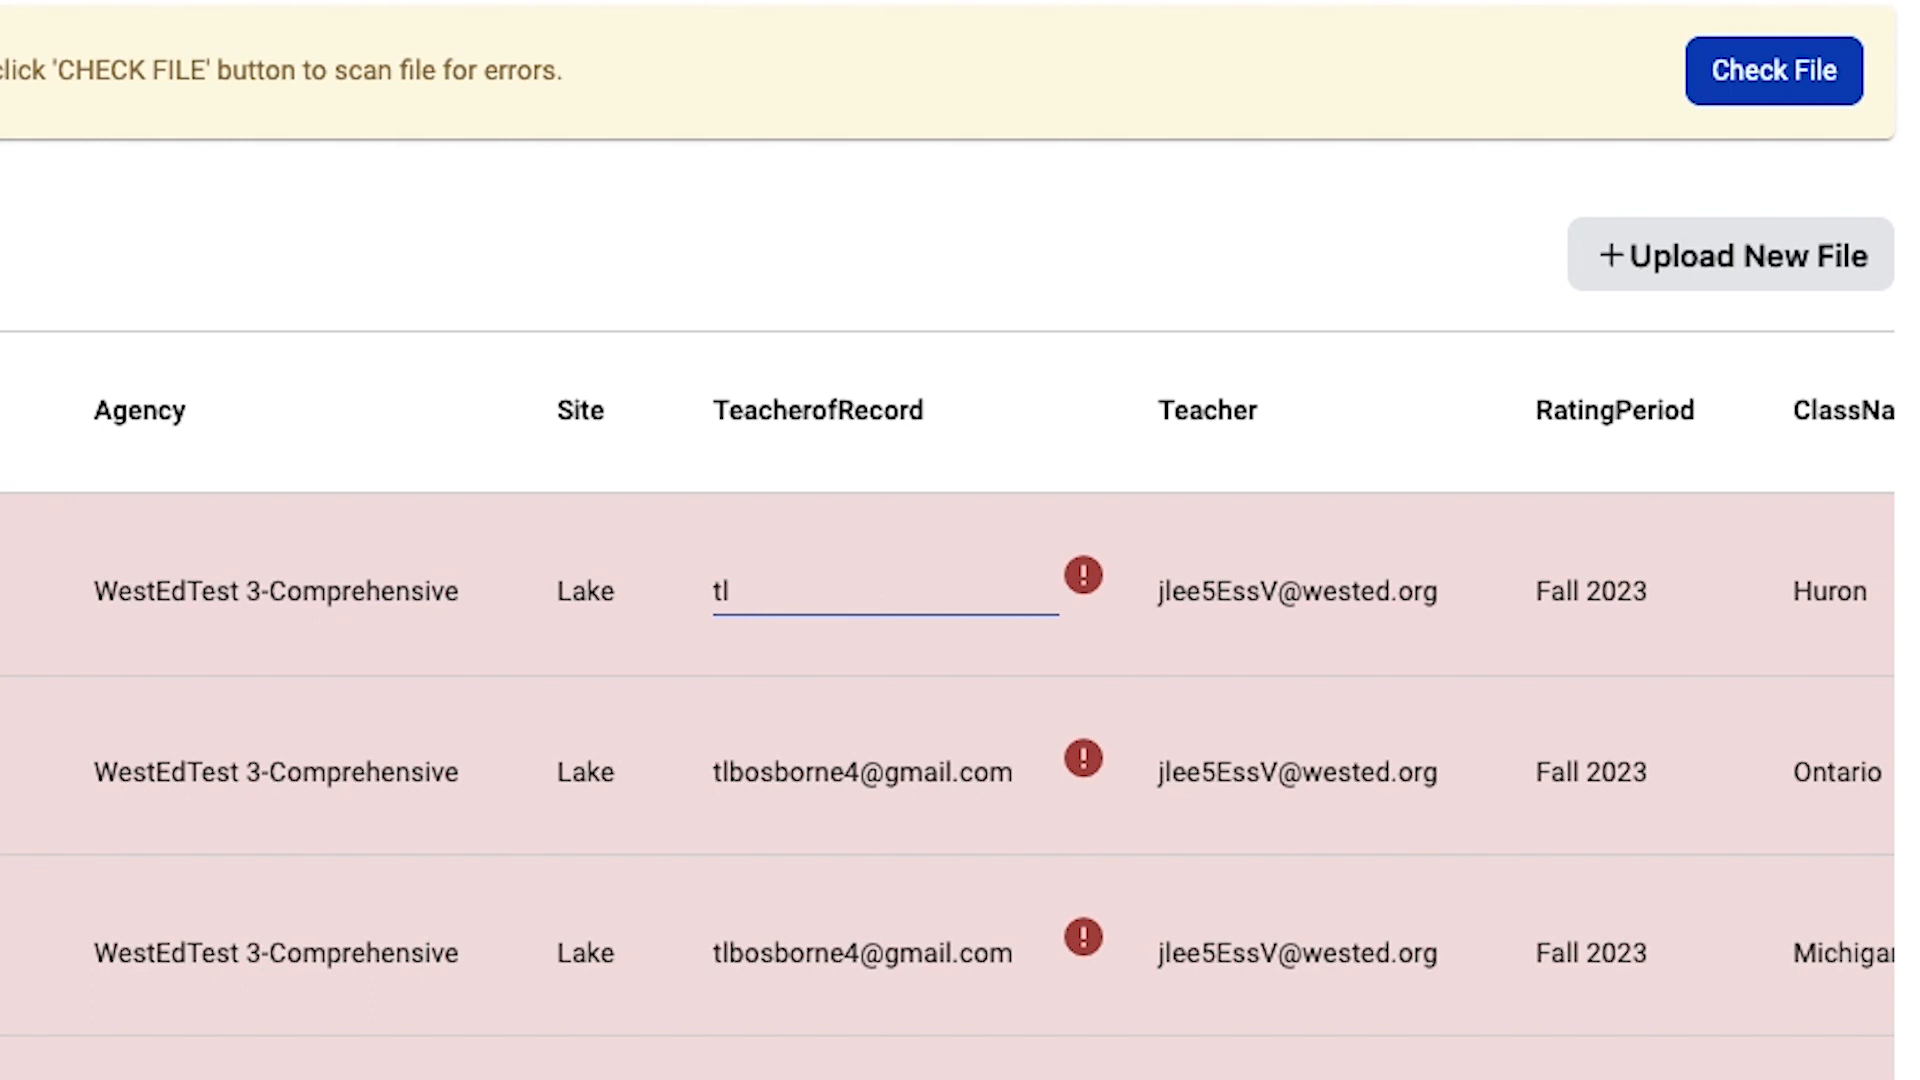 click 'CHECK FILE' button to scan file for errors.
Check File
+Upload New File
Agency Site TeacherofRecord Teacher RatingPeriod ClassNa
WestEdTest 3-Comprehensive Lake tl ! jlee5EssV@wested.org Fall 2023 Huron
WestEdTest 3-Comprehensive Lake tlbosborne4@gmail.com ! jlee5EssV@wested.org Fall 2023 Ontario
WestEdTest 3-Comprehensive Lake tlbosborne4@gmail.com ! jlee5EssV@wested.org Fall 2023 Michigan